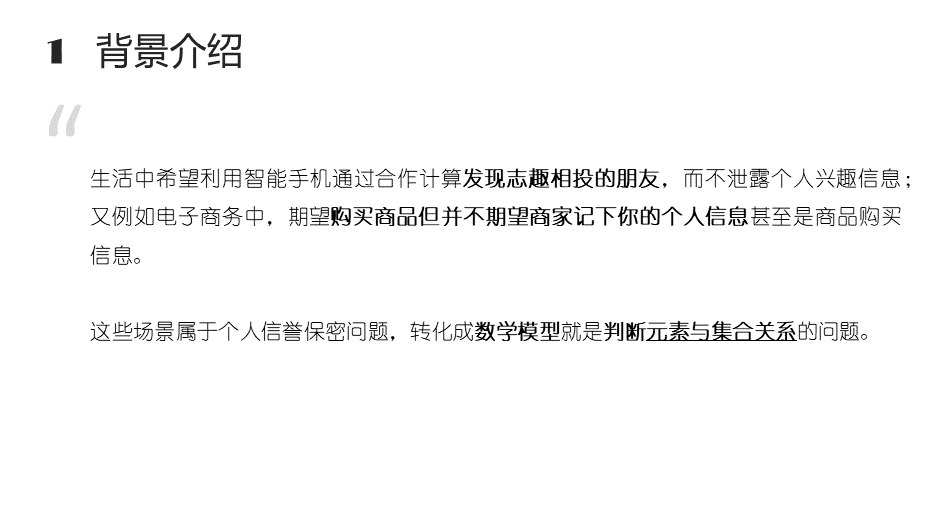 1 背景介绍
“
生活中希望利用智能手机通过合作计算发现志趣相投的朋友，而不泄露个人兴趣信息；
又例如电子商务中，期望购买商品但并不期望商家记下你的个人信息甚至是商品购买
信息。
这些场景属于个人信誉保密问题，转化成数学模型就是判断元素与集合关系的问题。